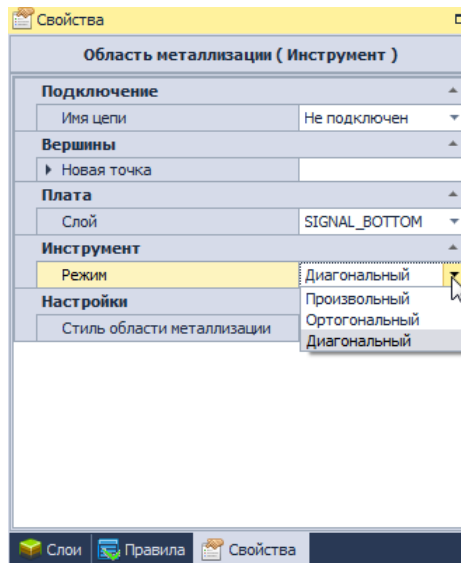 Свойства
Область металлизации ( Инструмент )
Подключение
Имя цепи Не подключен
Вершины
Новая точка
Плата
Слой SIGNAL_BOTTOM
Инструмент
Режим Диагональный
Произвольный
Настройки
Ортогональный
Стиль области металлизации
Диагональный
Слои Правила Свойства